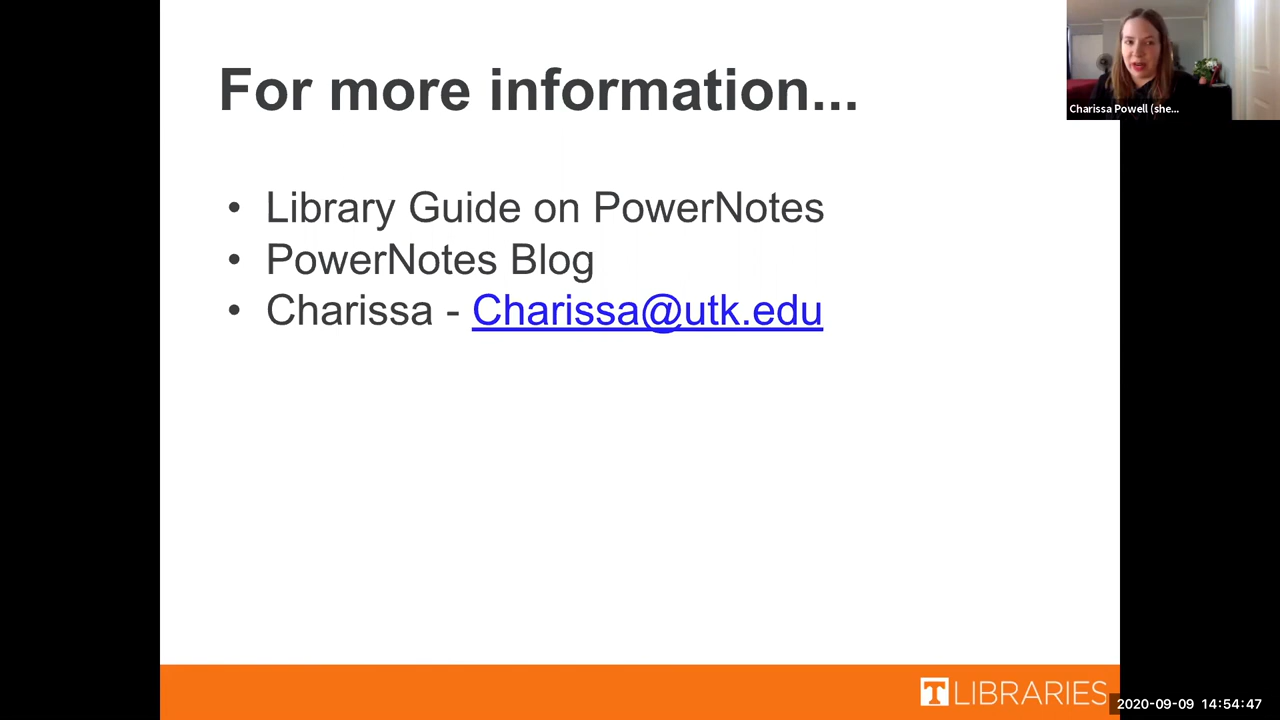 For more information...
Charissa Powell (she...
• Library Guide on PowerNotes
• PowerNotes Blog
• Charissa - Charissa@utk.edu
T LIBRARIES
2020-09-09 14:54:47